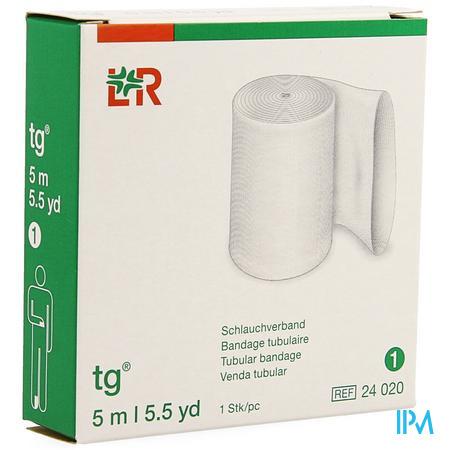 L&R
tg®
5 m
5.5 yd
1
Schlauchverband
Bandage tubulaire
Tubular bandage
Venda tubular
tg®
5 m | 5.5 yd
1 Stk/pc
1
REF 24 020
IPM